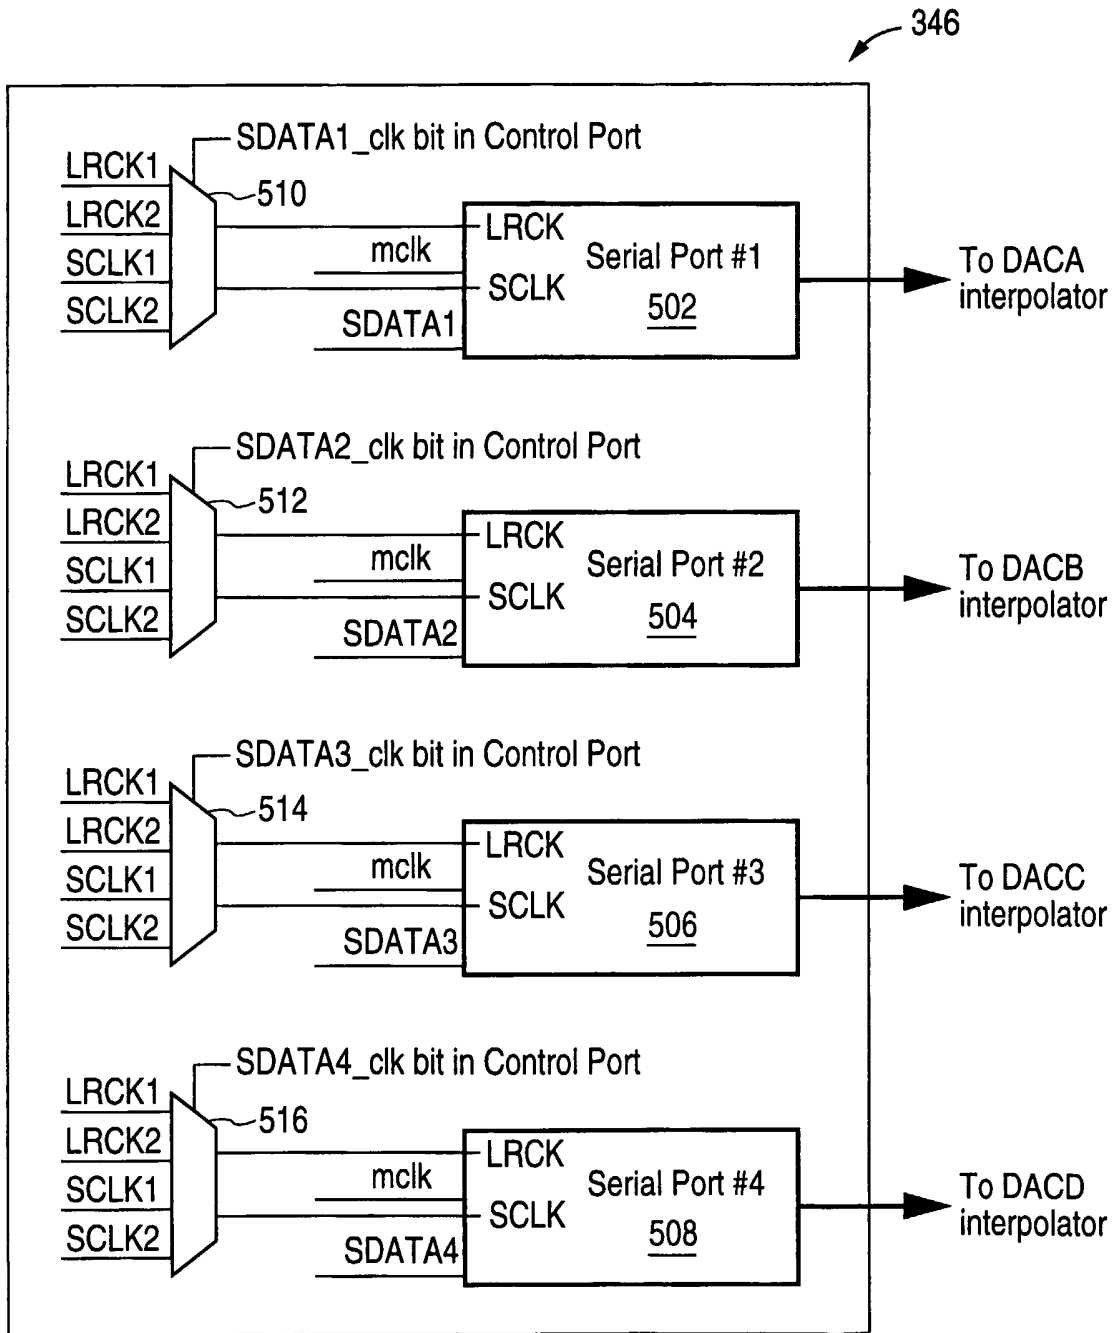 346
SDATA1_clk bit in Control Port
LRCK1
510
LRCK2
LRCK
mclk
Serial Port #1
To DACA
interpolator
SCLK1
SCLK
502
SCLK2
SDATA1
SDATA2_clk bit in Control Port
LRCK1
512
LRCK2
LRCK
mclk
Serial Port #2
To DACB
interpolator
SCLK1
SCLK
504
SCLK2
SDATA2
SDATA3_clk bit in Control Port
LRCK1
514
LRCK2
LRCK
mclk
Serial Port #3
To DACC
interpolator
SCLK1
SCLK
506
SCLK2
SDATA3
SDATA4_clk bit in Control Port
LRCK1
516
LRCK2
LRCK
mclk
Serial Port #4
To DACD
interpolator
SCLK1
SCLK
508
SCLK2
SDATA4